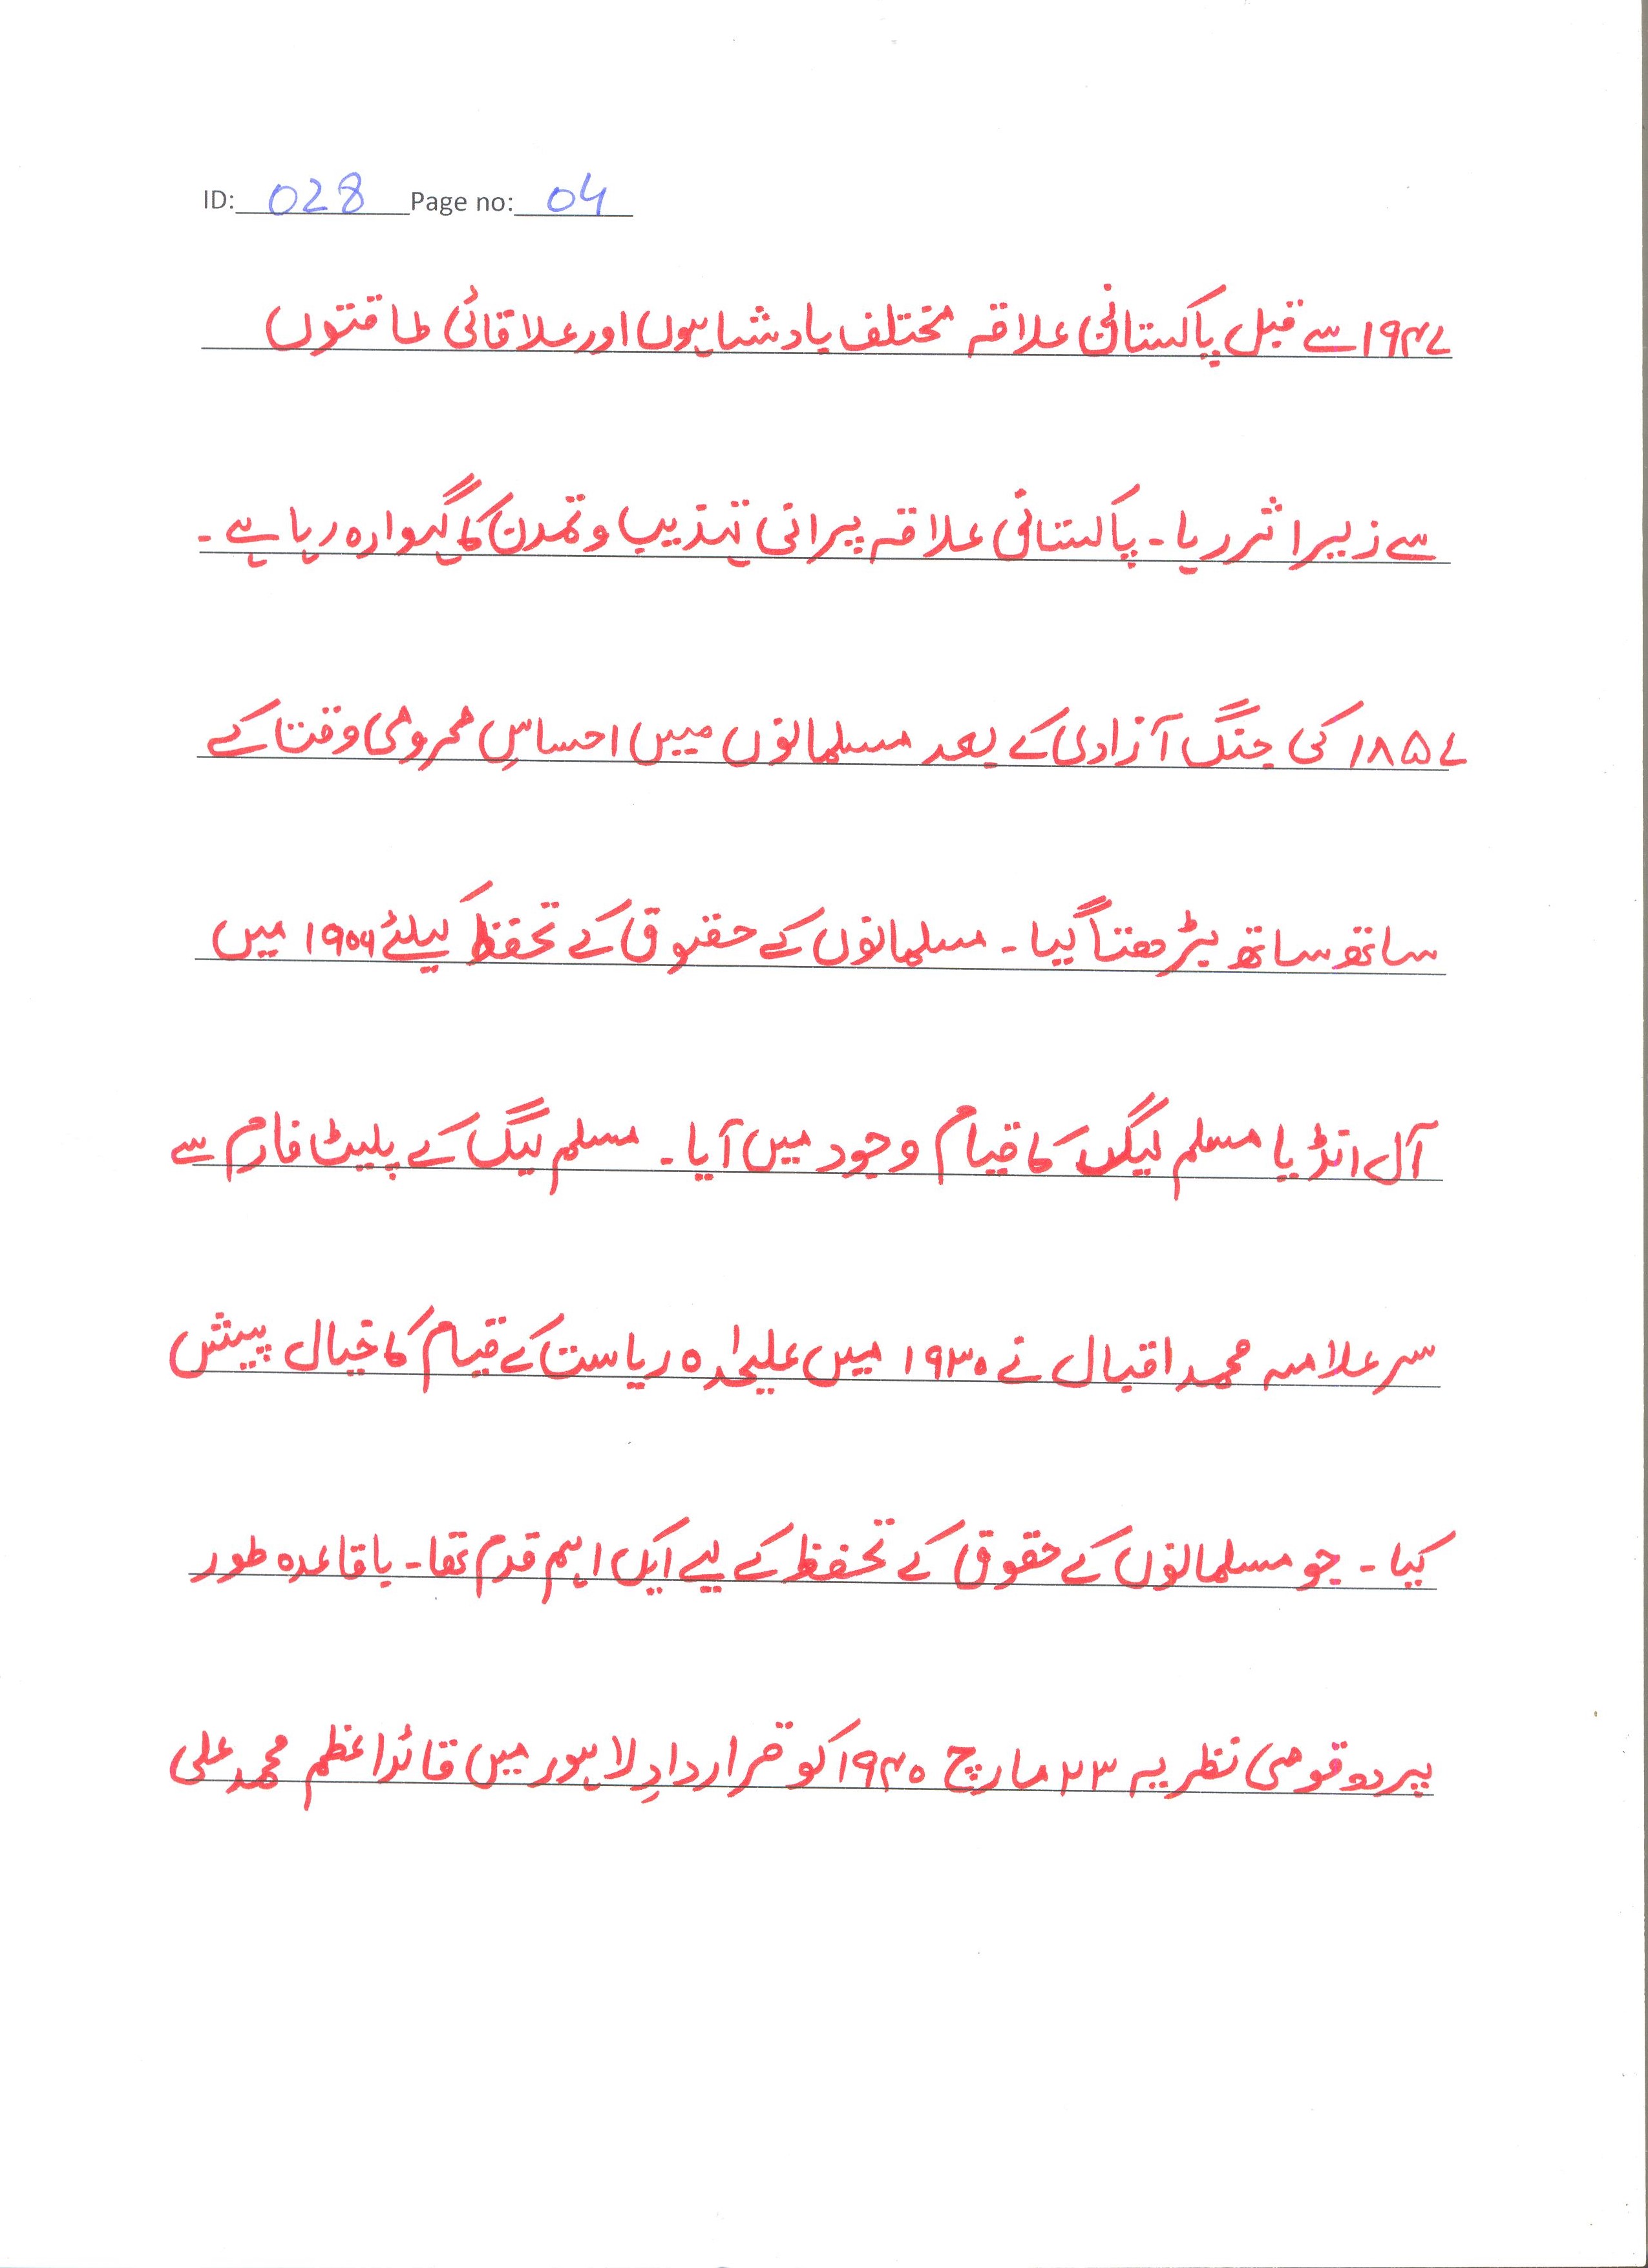 ID: 028 Page no: 04
۱۹۴۷ سے قبل پاکستانی علاقہ مختلف بادشاہوں اور علاقائی طاقتوں
سے زیراثر رہا۔ پاکستانی علاقہ پرانی تہذیب و تمدن کا گہوارہ رہا ہے۔
۱۸۵۷ کی جنگ آزادی کے بعد مسلمانوں میں احساسِ محرومی وقت کے
ساتھ ساتھ بڑھتا گیا۔ مسلمانوں کے حقوق کے تحفظ کیلئے ۱۹۰۶ میں
آل انڈیا مسلم لیگ کا قیام وجود میں آیا۔ مسلم لیگ کے پلیٹ فارم سے
سر علامہ محمد اقبال نے ۱۹۳۰ میں علیحدہ ریاست کے قیام کا خیال پیش
کیا۔ جو مسلمانوں کے حقوق کے تحفظ کے لیے ایک اہم قدم تھا۔ باقاعدہ طور
پر دو قومی نظریہ ۲۳ مارچ ۱۹۴۰ کو قراردادِ لاہور میں قائداعظم محمد علی